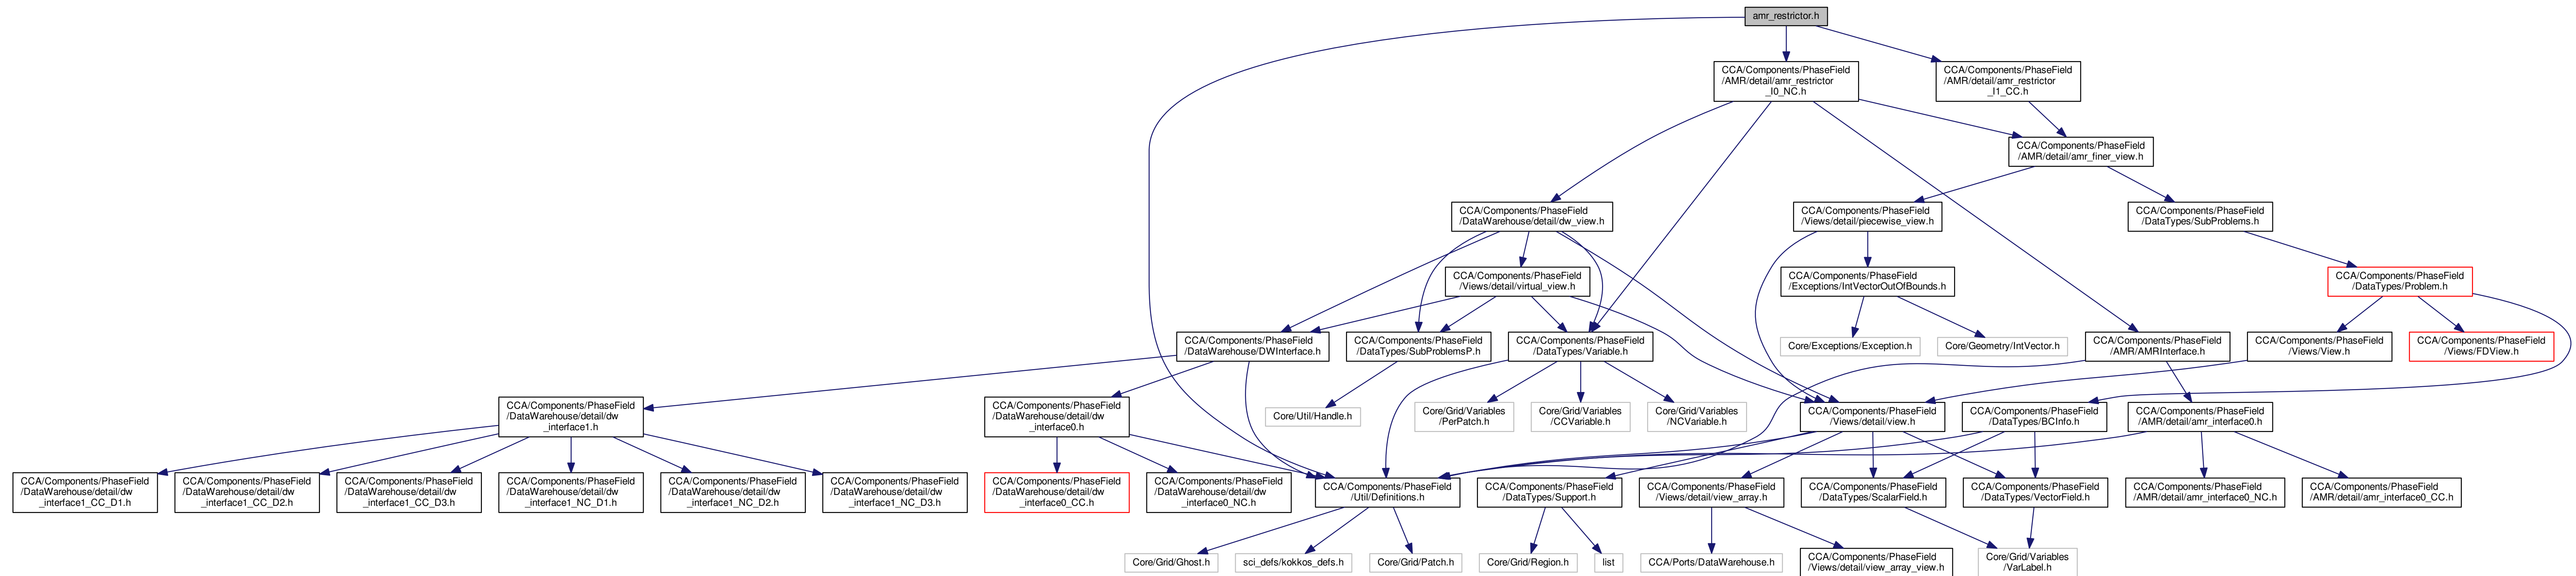 amr_restrictor.h
CCA/Components/PhaseField
/AMR/detail/amr_restrictor
_I0_NC.h
CCA/Components/PhaseField
/AMR/detail/amr_restrictor
_I1_CC.h
CCA/Components/PhaseField
/AMR/detail/amr_finer_view.h
CCA/Components/PhaseField
/DataWarehouse/detail/dw_view.h
CCA/Components/PhaseField
/Views/detail/piecewise_view.h
CCA/Components/PhaseField
/DataTypes/SubProblems.h
CCA/Components/PhaseField
/Views/detail/virtual_view.h
CCA/Components/PhaseField
/Exceptions/IntVectorOutOfBounds.h
CCA/Components/PhaseField
/DataTypes/Problem.h
CCA/Components/PhaseField
/DataWarehouse/DWInterface.h
CCA/Components/PhaseField
/DataTypes/SubProblemsP.h
CCA/Components/PhaseField
/DataTypes/Variable.h
Core/Exceptions/Exception.h
Core/Geometry/IntVector.h
CCA/Components/PhaseField
/AMR/AMRInterface.h
CCA/Components/PhaseField
/Views/View.h
CCA/Components/PhaseField
/Views/FDView.h
CCA/Components/PhaseField
/DataWarehouse/detail/dw
_interface1.h
CCA/Components/PhaseField
/DataWarehouse/detail/dw
_interface0.h
Core/Util/Handle.h
Core/Grid/Variables
/PerPatch.h
Core/Grid/Variables
/CCVariable.h
Core/Grid/Variables
/NCVariable.h
CCA/Components/PhaseField
/Views/detail/view.h
CCA/Components/PhaseField
/DataTypes/BCInfo.h
CCA/Components/PhaseField
/AMR/detail/amr_interface0.h
CCA/Components/PhaseField
/DataWarehouse/detail/dw
_interface1_CC_D1.h
CCA/Components/PhaseField
/DataWarehouse/detail/dw
_interface1_CC_D2.h
CCA/Components/PhaseField
/DataWarehouse/detail/dw
_interface1_CC_D3.h
CCA/Components/PhaseField
/DataWarehouse/detail/dw
_interface1_NC_D1.h
CCA/Components/PhaseField
/DataWarehouse/detail/dw
_interface1_NC_D2.h
CCA/Components/PhaseField
/DataWarehouse/detail/dw
_interface1_NC_D3.h
CCA/Components/PhaseField
/DataWarehouse/detail/dw
_interface0_CC.h
CCA/Components/PhaseField
/DataWarehouse/detail/dw
_interface0_NC.h
CCA/Components/PhaseField
/Util/Definitions.h
CCA/Components/PhaseField
/DataTypes/Support.h
CCA/Components/PhaseField
/Views/detail/view_array.h
CCA/Components/PhaseField
/DataTypes/ScalarField.h
CCA/Components/PhaseField
/DataTypes/VectorField.h
CCA/Components/PhaseField
/AMR/detail/amr_interface0_NC.h
CCA/Components/PhaseField
/AMR/detail/amr_interface0_CC.h
Core/Grid/Ghost.h
sci_defs/kokkos_defs.h
Core/Grid/Patch.h
Core/Grid/Region.h
list
CCA/Ports/DataWarehouse.h
CCA/Components/PhaseField
/Views/detail/view_array_view.h
Core/Grid/Variables
/VarLabel.h